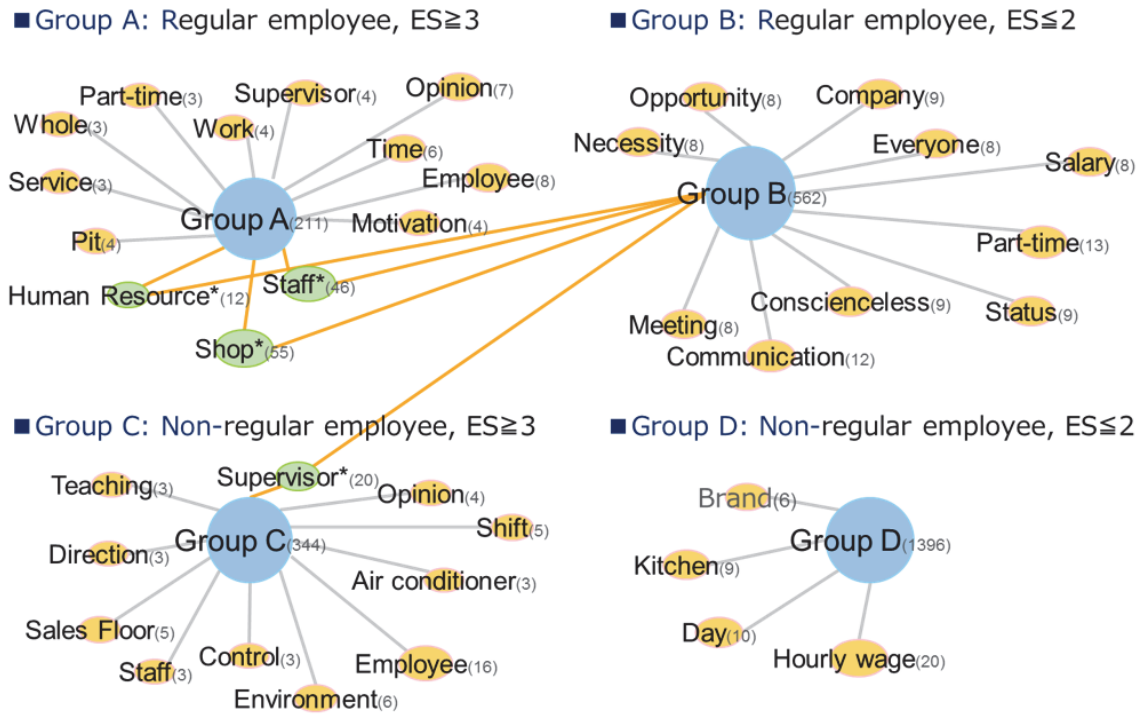 ■ Group A: Regular employee, ES≧3
Opinion(7)
Supervisor(4)
Part-time(3)
Whole(3)
Work(4)
Time(6)
Service(3)
Employee(8)
Group A(211)
Motivation(4)
Pit(4)
Staff*(46)
Human Resource*(12)
Shop*(55)
■ Group B: Regular employee, ES≦2
Opportunity(8)
Company(9)
Necessity(8)
Everyone(8)
Salary(8)
Group B(562)
Part-time(13)
Conscienceless(9)
Status(9)
Meeting(8)
Communication(12)
■ Group C: Non-regular employee, ES≧3
Supervisor*(20)
Teaching(3)
Opinion(4)
Shift(5)
Group C(344)
Direction(3)
Air conditioner(3)
Sales Floor(5)
Control(3)
Employee(16)
Staff(3)
Environment(6)
■ Group D: Non-regular employee, ES≦2
Brand(6)
Group D(1396)
Kitchen(9)
Day(10)
Hourly wage(20)